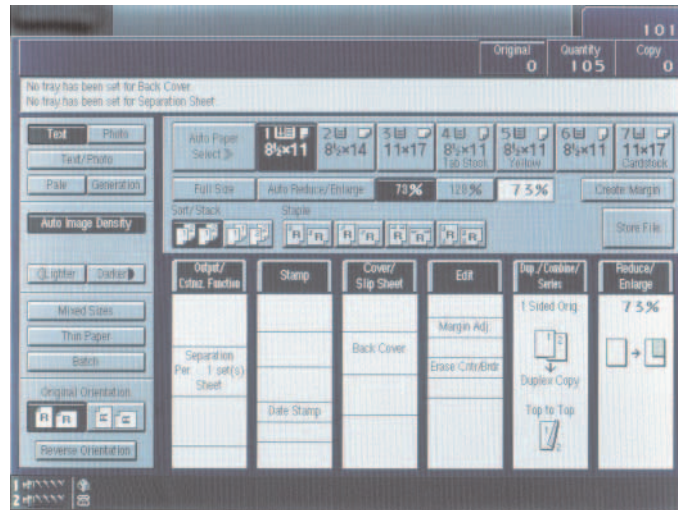 101
Original Quantity Copy
0 105 0
No tray has been set for Back Cover.
No tray has been set for Separation Sheet.
Text Photo
Text/Photo
Pale Generation
Auto Image Density
Lighter Darker
Mixed Sizes
Thin Paper
Batch
Original Orientation
R R
Reverse Orientation
Auto Paper Select
1 8½×11
2 8½×14
3 11×17
4 8½×11 Tab Stock
5 8½×11 Yellow
6 8½×11
7 11×17 Cardstock
Full Size Auto Reduce/Enlarge 73% 129% 73% Create Margin
Sort/Stack Staple
Store File
Output/
Cstmz. Function
Separation
Per 1 set(s)
Sheet
Stamp
Date Stamp
Cover/
Slip Sheet
Back Cover
Edit
Margin Adj.
Erase Cntr/Brdr
Dup./Combine/
Series
1 Sided Orig.
1 2
Duplex Copy
Top to Top
1 2
Reduce/
Enlarge
73%
1
2